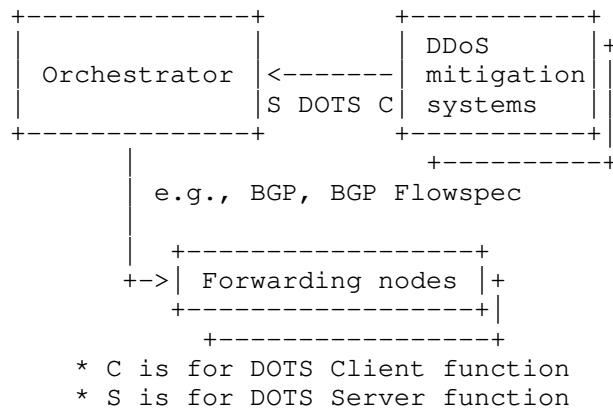 DDoS
Orchestrator <------- mitigation
S DOTS C systems
e.g., BGP, BGP Flowspec
Forwarding nodes
* C is for DOTS Client function
* S is for DOTS Server function